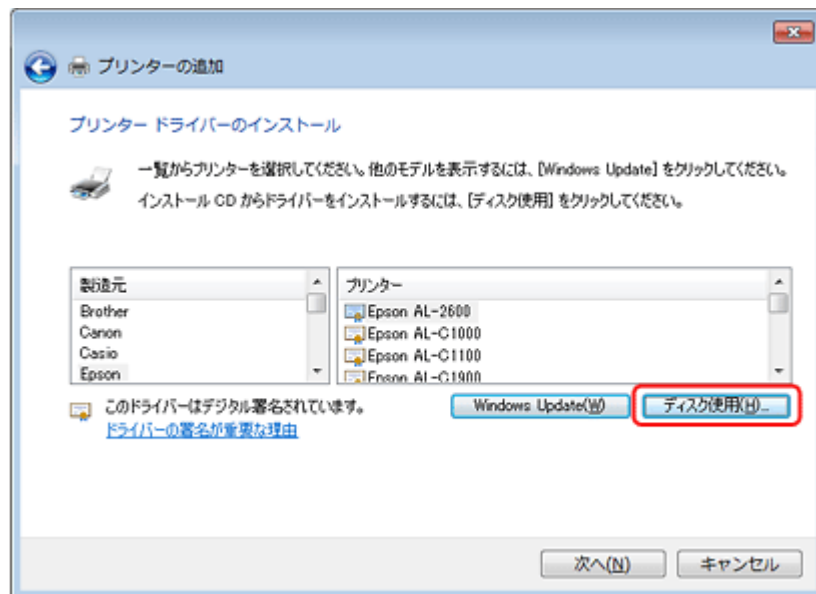 プリンターの追加
プリンター ドライバーのインストール
一覧からプリンターを選択してください。他のモデルを表示するには、[Windows Update] をクリックしてください。
インストール CD からドライバーをインストールするには、[ディスク使用] をクリックしてください。
製造元
プリンター
Brother
Epson AL-2600
Canon
Epson AL-C1000
Casio
Epson AL-C1100
Epson
Epson AL-C1900
このドライバーはデジタル署名されています。
Windows Update(W)
ディスク使用(H)...
ドライバーの署名が重要な理由
次へ(N)
キャンセル